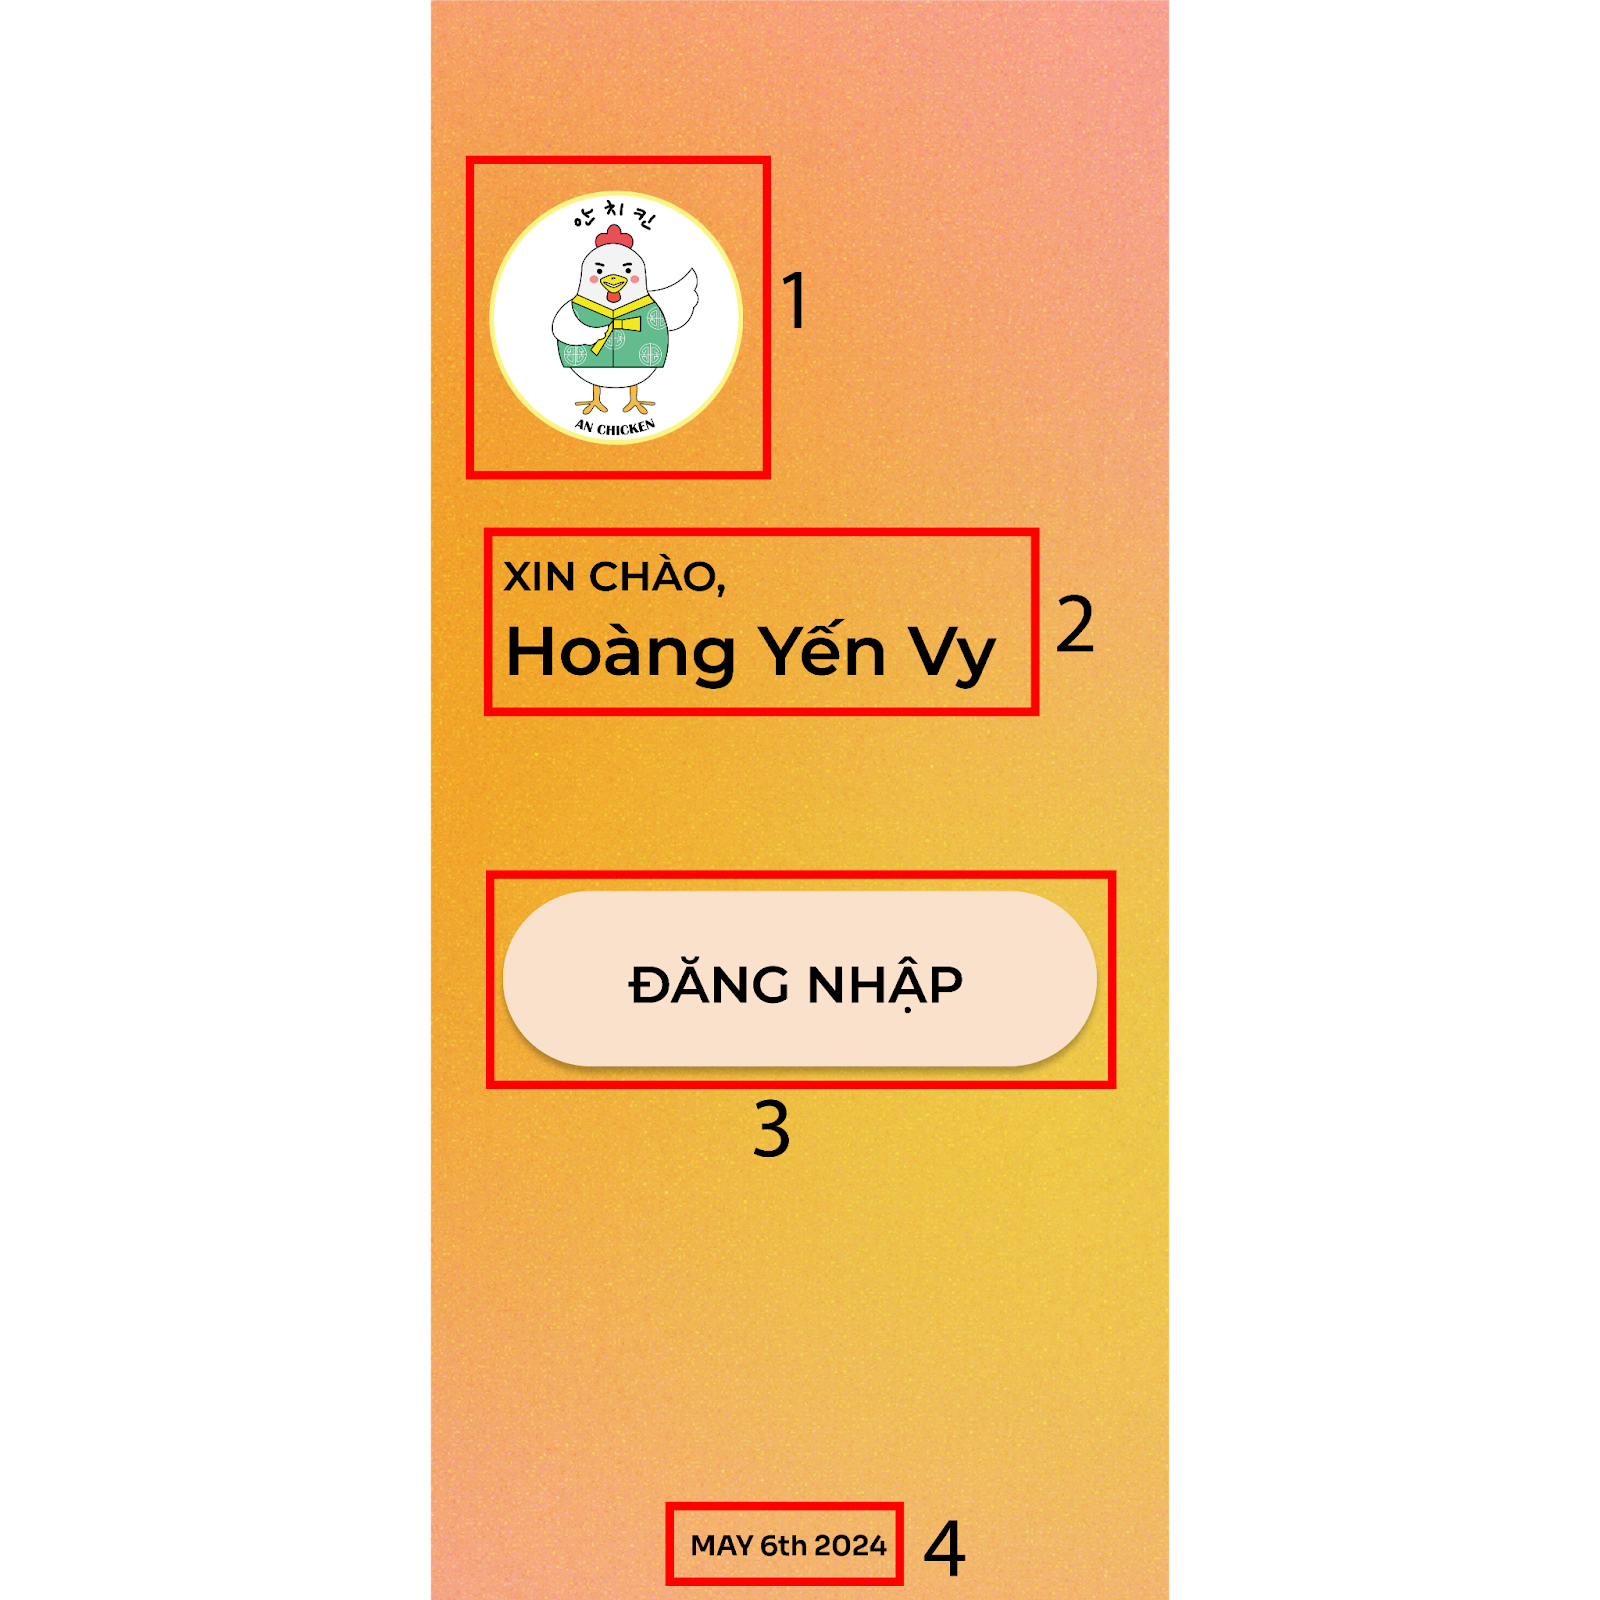 안 치 킨
AN CHICKEN
1
XIN CHÀO,
Hoàng Yến Vy
2
ĐĂNG NHẬP
3
MAY 6th 2024
4